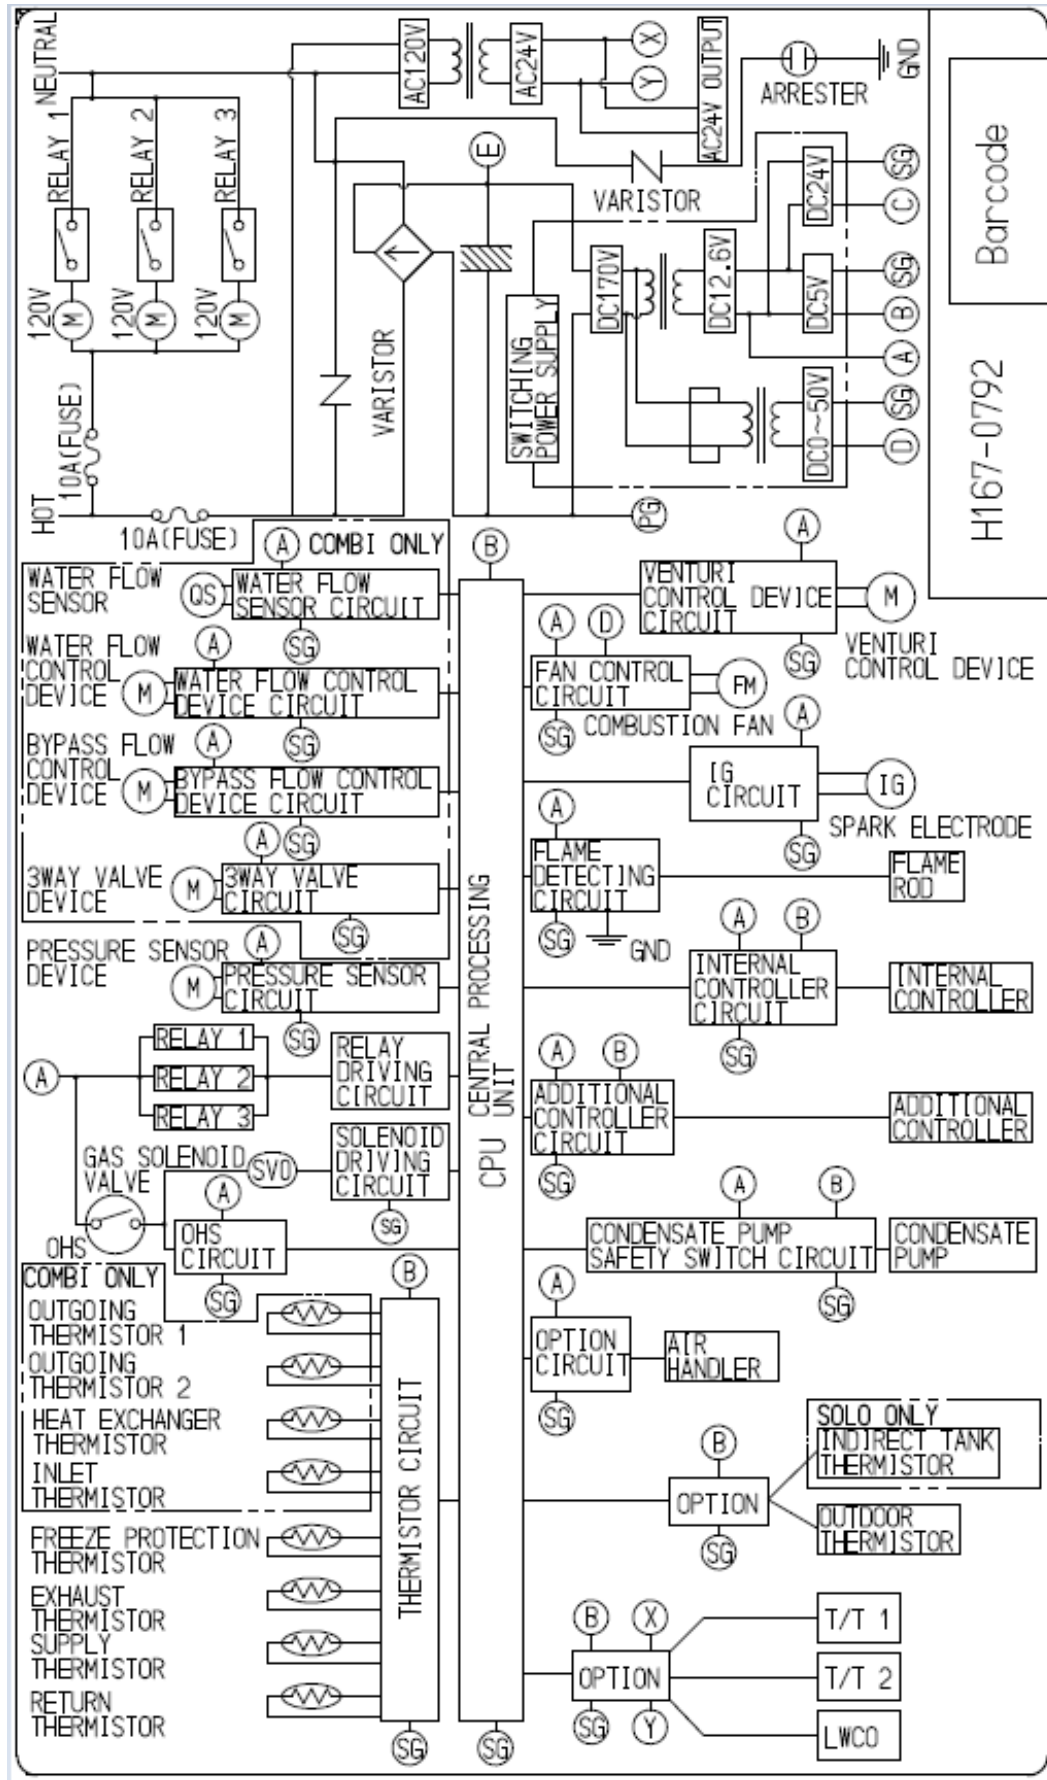 NEUTRAL
RELAY 1
RELAY 2
RELAY 3
120V
M
120V
M
120V
M
10A(FUSE)
HOT
10A(FUSE)
AC120V
AC24V
X
Y
AC24V OUTPUT
ARRESTER
GND
E
VARISTOR
VARISTOR
SWITCHING
POWER SUPPLY
DC170V
DC12.6V
DC24V
DC5V
DC0~50V
SG
C
SG
B
A
SG
D
PG
Barcode
H167-0792
A
COMBI ONLY
WATER FLOW
SENSOR
QS
WATER FLOW
SENSOR CIRCUIT
SG
WATER FLOW
CONTROL
DEVICE
M
A
WATER FLOW CONTROL
DEVICE CIRCUIT
SG
BYPASS FLOW
CONTROL
DEVICE
M
A
BYPASS FLOW CONTROL
DEVICE CIRCUIT
SG
3WAY VALVE
DEVICE
M
A
3WAY VALVE
CIRCUIT
SG
PRESSURE SENSOR
DEVICE
M
A
PRESSURE SENSOR
CIRCUIT
SG
A
RELAY 1
RELAY 2
RELAY 3
RELAY
DRIVING
CIRCUIT
GAS SOLENOID
VALVE
SVO
SOLENOID
DRIVING
CIRCUIT
SG
OHS
A
OHS
CIRCUIT
SG
COMBI ONLY
OUTGOING
THERMISTOR 1
OUTGOING
THERMISTOR 2
HEAT EXCHANGER
THERMISTOR
INLET
THERMISTOR
FREEZE PROTECTION
THERMISTOR
EXHAUST
THERMISTOR
SUPPLY
THERMISTOR
RETURN
THERMISTOR
B
THERMISTOR CIRCUIT
SG
B
CPU CENTRAL PROCESSING
UNIT
SG
A
VENTURI
CONTROL DEVICE
CIRCUIT
SG
M
VENTURI
CONTROL DEVICE
A
D
FAN CONTROL
CIRCUIT
SG
FM
COMBUSTION FAN
A
IG
CIRCUIT
SG
IG
SPARK ELECTRODE
A
FLAME
DETECTING
CIRCUIT
SG
GND
FLAME
ROD
A
B
INTERNAL
CONTROLLER
CIRCUIT
SG
INTERNAL
CONTROLLER
A
B
ADDITIONAL
CONTROLLER
CIRCUIT
SG
ADDITIONAL
CONTROLLER
A
B
CONDENSATE PUMP
SAFETY SWITCH CIRCUIT
SG
CONDENSATE
PUMP
A
OPTION
CIRCUIT
SG
AIR
HANDLER
B
OPTION
SG
SOLO ONLY
INDIRECT TANK
THERMISTOR
OUTDOOR
THERMISTOR
B
X
OPTION
SG
Y
T/T 1
T/T 2
LWCO